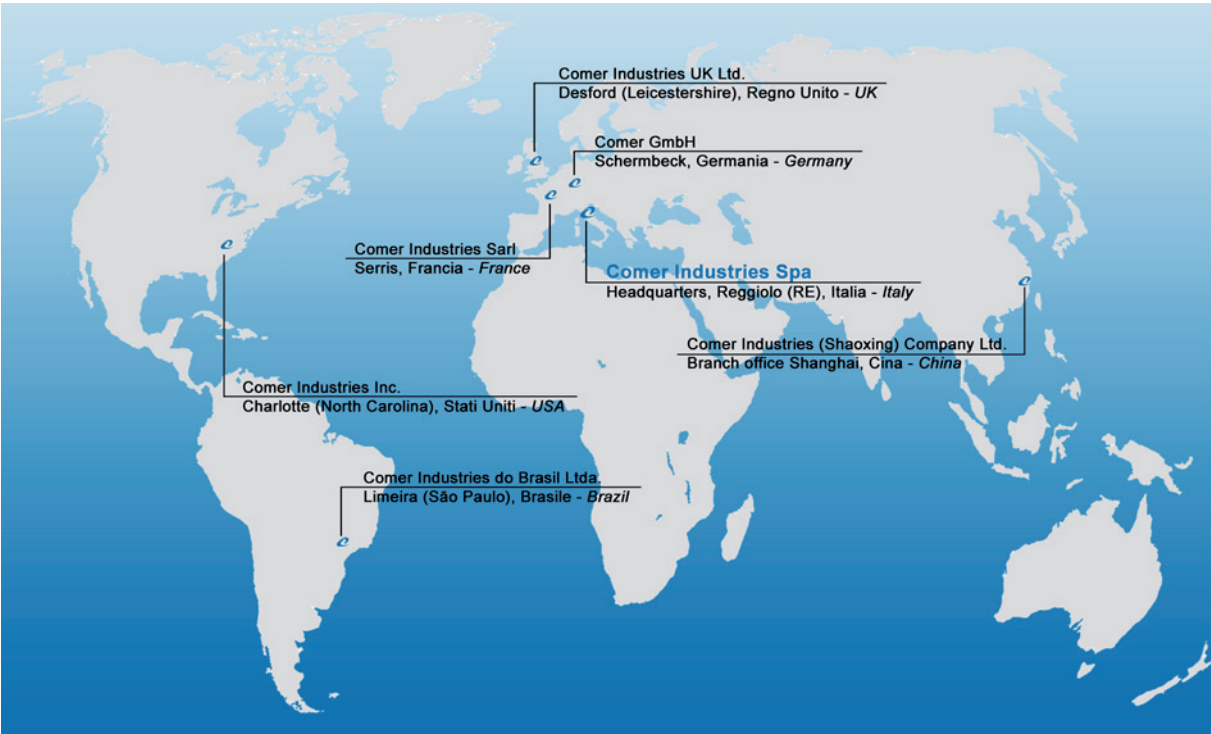 Comer Industries UK Ltd.
Desford (Leicestershire), Regno Unito - UK
Comer GmbH
Schermbeck, Germania - Germany
Comer Industries Sarl
Serris, Francia - France
Comer Industries Spa
Headquarters, Reggiolo (RE), Italia - Italy
Comer Industries (Shaoxing) Company Ltd.
Branch office Shanghai, Cina - China
Comer Industries Inc.
Charlotte (North Carolina), Stati Uniti - USA
Comer Industries do Brasil Ltda.
Limeira (São Paulo), Brasile - Brazil